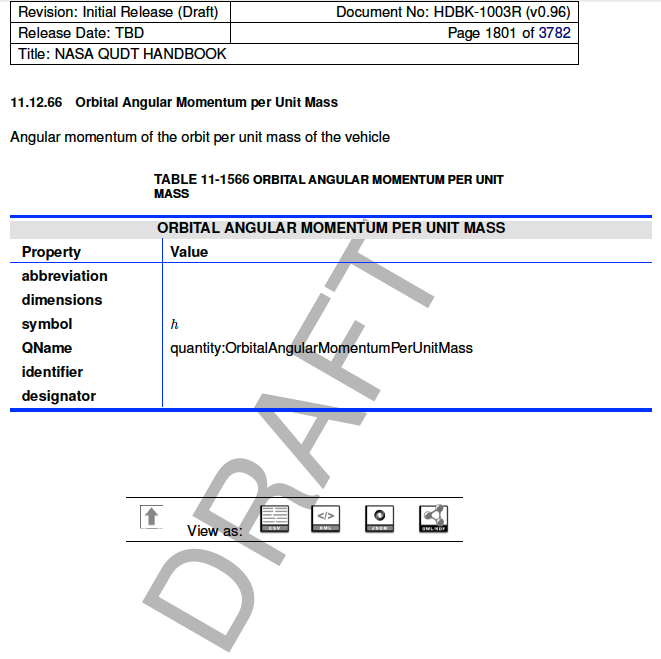 Revision: Initial Release (Draft) Document No: HDBK-1003R (v0.96)
Release Date: TBD Page 1801 of 3782
Title: NASA QUDT HANDBOOK
11.12.66 Orbital Angular Momentum per Unit Mass
Angular momentum of the orbit per unit mass of the vehicle
TABLE 11-1566 ORBITAL ANGULAR MOMENTUM PER UNIT
MASS
ORBITAL ANGULAR MOMENTUM PER UNIT MASS
Property Value
abbreviation
dimensions
symbol h
QName quantity:OrbitalAngularMomentumPerUnitMass
identifier
designator
DRAFT
View as:
CSV
</>
XML
JSON
OWL/RDF